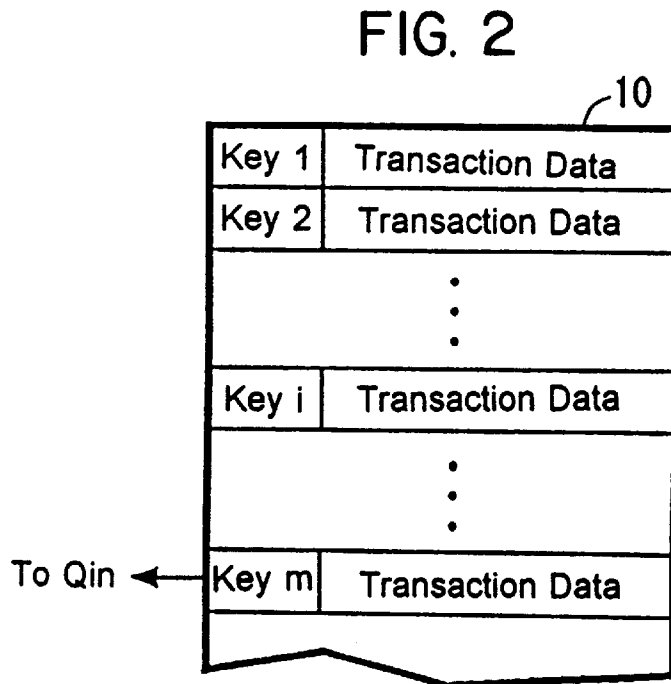 FIG. 2
10
Key 1 Transaction Data
Key 2 Transaction Data
Key i Transaction Data
To Qin Key m Transaction Data